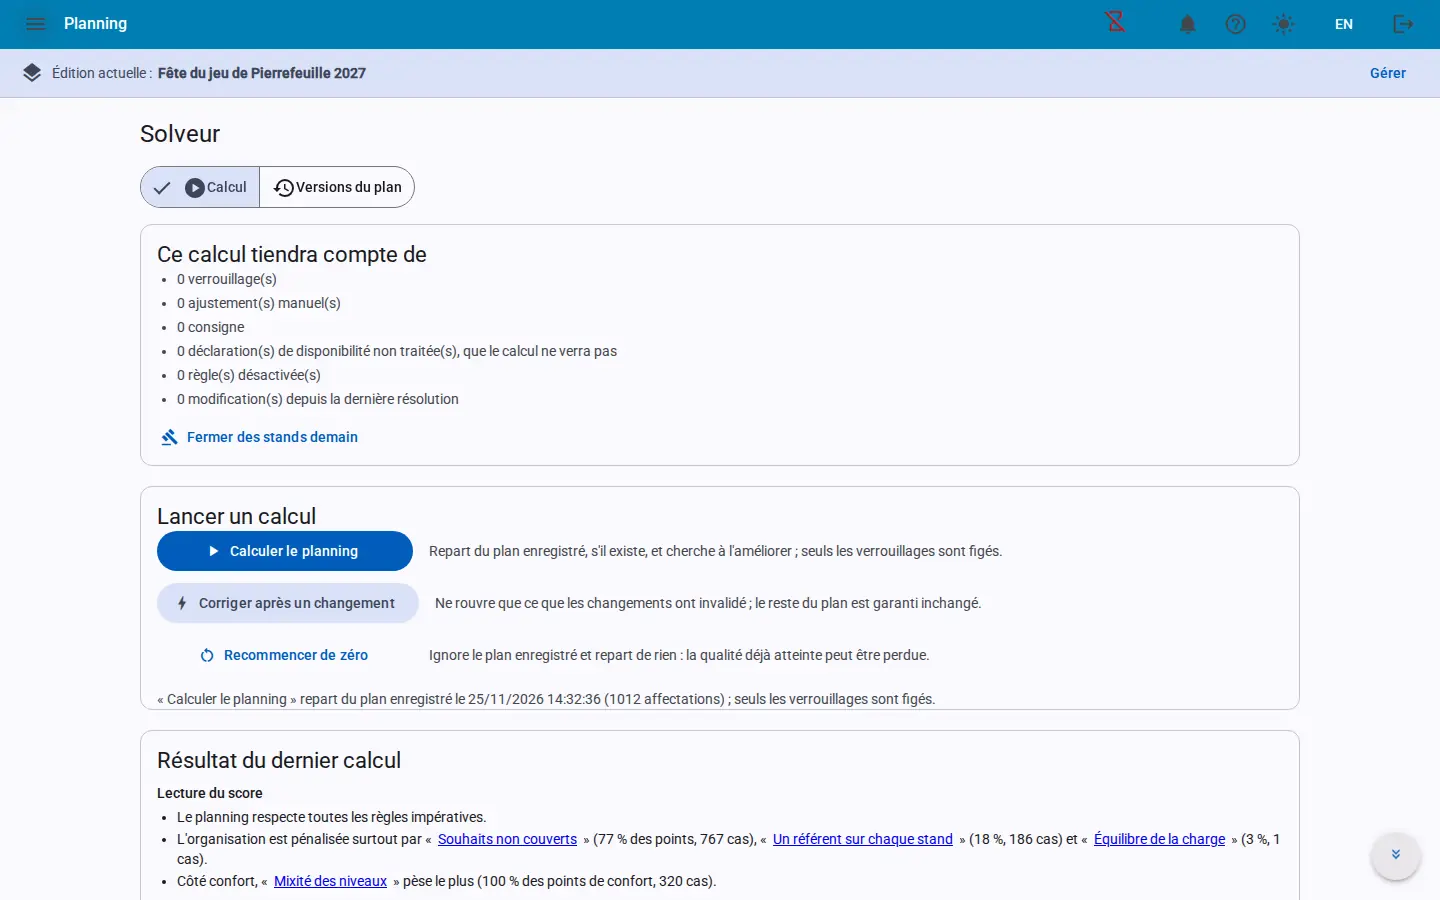 Planning
EN
Édition actuelle : Fête du jeu de Pierrefeuille 2027
Gérer
Solveur
Calcul
Versions du plan
Ce calcul tiendra compte de
• 0 verrouillage(s)
• 0 ajustement(s) manuel(s)
• 0 consigne
• 0 déclaration(s) de disponibilité non traitée(s), que le calcul ne verra pas
• 0 règle(s) désactivée(s)
• 0 modification(s) depuis la dernière résolution
Fermer des stands demain
Lancer un calcul
Calculer le planning
Repart du plan enregistré, s'il existe, et cherche à l'améliorer ; seuls les verrouillages sont figés.
Corriger après un changement
Ne rouvre que ce que les changements ont invalidé ; le reste du plan est garanti inchangé.
Recommencer de zéro
Ignore le plan enregistré et repart de rien : la qualité déjà atteinte peut être perdue.
« Calculer le planning » repart du plan enregistré le 25/11/2026 14:32:36 (1012 affectations) ; seuls les verrouillages sont figés.
Résultat du dernier calcul
Lecture du score
• Le planning respecte toutes les règles impératives.
• L'organisation est pénalisée surtout par « Souhaits non couverts » (77 % des points, 767 cas), « Un référent sur chaque stand » (18 %, 186 cas) et « Équilibre de la charge » (3 %, 1
cas).
• Côté confort, « Mixité des niveaux » pèse le plus (100 % des points de confort, 320 cas).